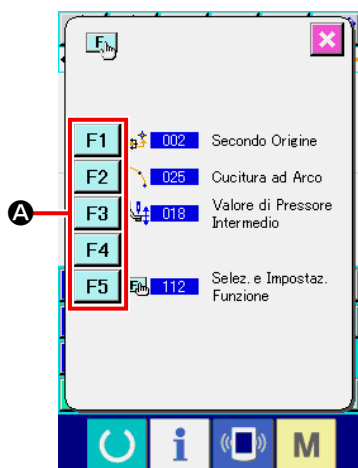 F
F1 002 Secondo Origine
F2 025 Cucitura ad Arco
A F3 018 Valore di Pressore
Intermedio
F4
F5 112 Selez. e Impostaz.
Funzione
i M